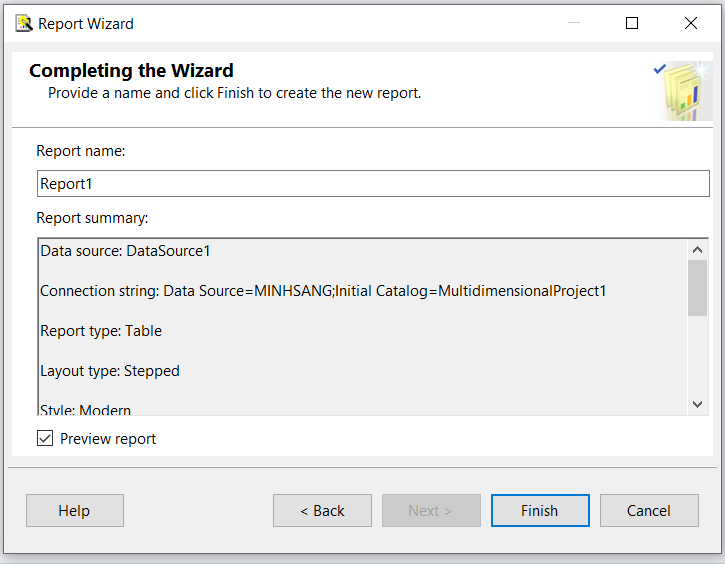 Report Wizard
Completing the Wizard
Provide a name and click Finish to create the new report.
Report name:
Report1
Report summary:
Data source: DataSource1
Connection string: Data Source=MINHSANG;Initial Catalog=MultidimensionalProject1
Report type: Table
Layout type: Stepped
Style: Modern
Preview report
Help
< Back
Next >
Finish
Cancel